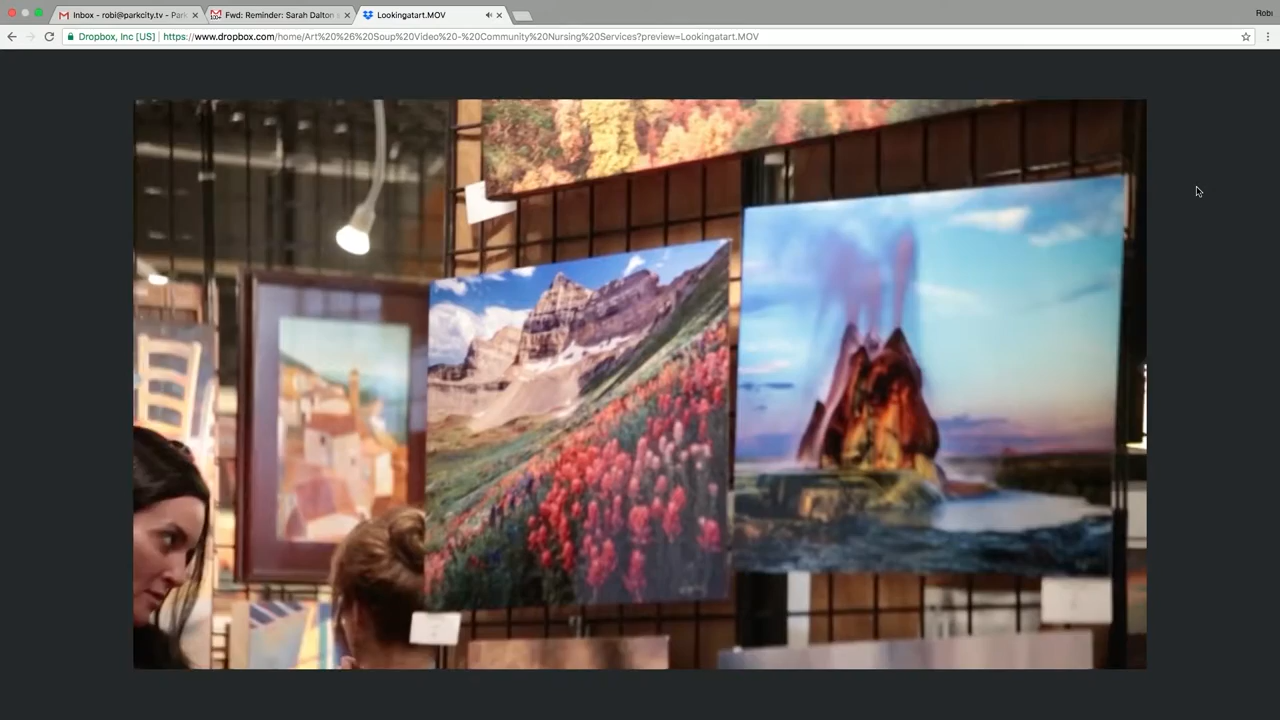 Inbox - robi@parkcity.tv - Par
Fwd: Reminder: Sarah Dalton
Lookingatart.MOV
Robi
Dropbox, Inc [US]
https://www.dropbox.com/home/Art%20%26%20Soup%20Video%20-%20Community%20Nursing%20Services?preview=Lookingatart.MOV